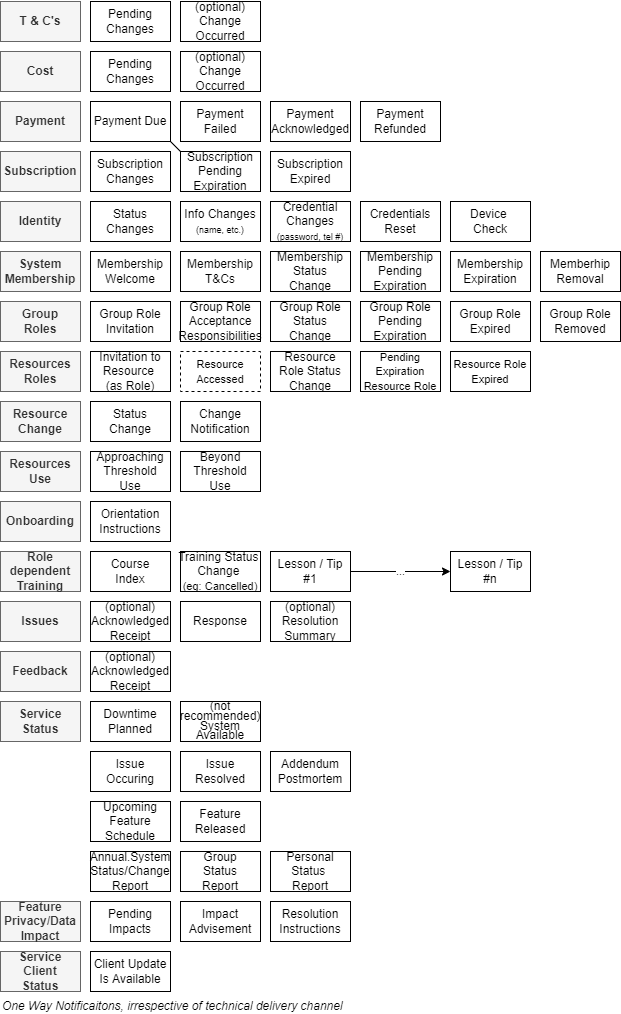 T & C's
Pending
Changes
(optional)
Change
Occurred
Cost
Pending
Changes
(optional)
Change
Occurred
Payment
Payment Due
Payment
Failed
Payment
Acknowledged
Payment
Refunded
Subscription
Subscription
Changes
Subscription
Pending
Expiration
Subscription
Expired
Identity
Status
Changes
Info Changes
(name, etc.)
Credential
Changes
(password, tel #)
Credentials
Reset
Device
Check
System
Membership
Membership
Welcome
Membership
T&Cs
Membership
Status
Change
Membership
Pending
Expiration
Membership
Expiration
Memberhip
Removal
Group
Roles
Group Role
Invitation
Group Role
Acceptance
Responsibilities
Group Role
Status
Change
Group Role
Pending
Expiration
Group Role
Expired
Group Role
Removed
Resources
Roles
Invitation to
Resource
(as Role)
Resource
Accessed
Resource
Role Status
Change
Pending
Expiration
Resource Role
Resource Role
Expired
Resource
Change
Status
Change
Change
Notification
Resources
Use
Approaching
Threshold
Use
Beyond
Threshold
Use
Onboarding
Orientation
Instructions
Role
dependent
Training
Course
Index
Training Status
Change
(eg: Cancelled)
Lesson / Tip
#1
...
Lesson / Tip
#n
Issues
(optional)
Acknowledged
Receipt
Response
(optional)
Resolution
Summary
Feedback
(optional)
Acknowledged
Receipt
Service
Status
Downtime
Planned
(not
recommended)
System
Available
Issue
Occuring
Issue
Resolved
Addendum
Postmortem
Upcoming
Feature
Schedule
Feature
Released
Annual.System
Status/Change
Report
Group
Status
Report
Personal
Status
Report
Feature
Privacy/Data
Impact
Pending
Impacts
Impact
Advisement
Resolution
Instructions
Service
Client
Status
Client Update
Is Available
One Way Notificaitons, irrespective of technical delivery channel